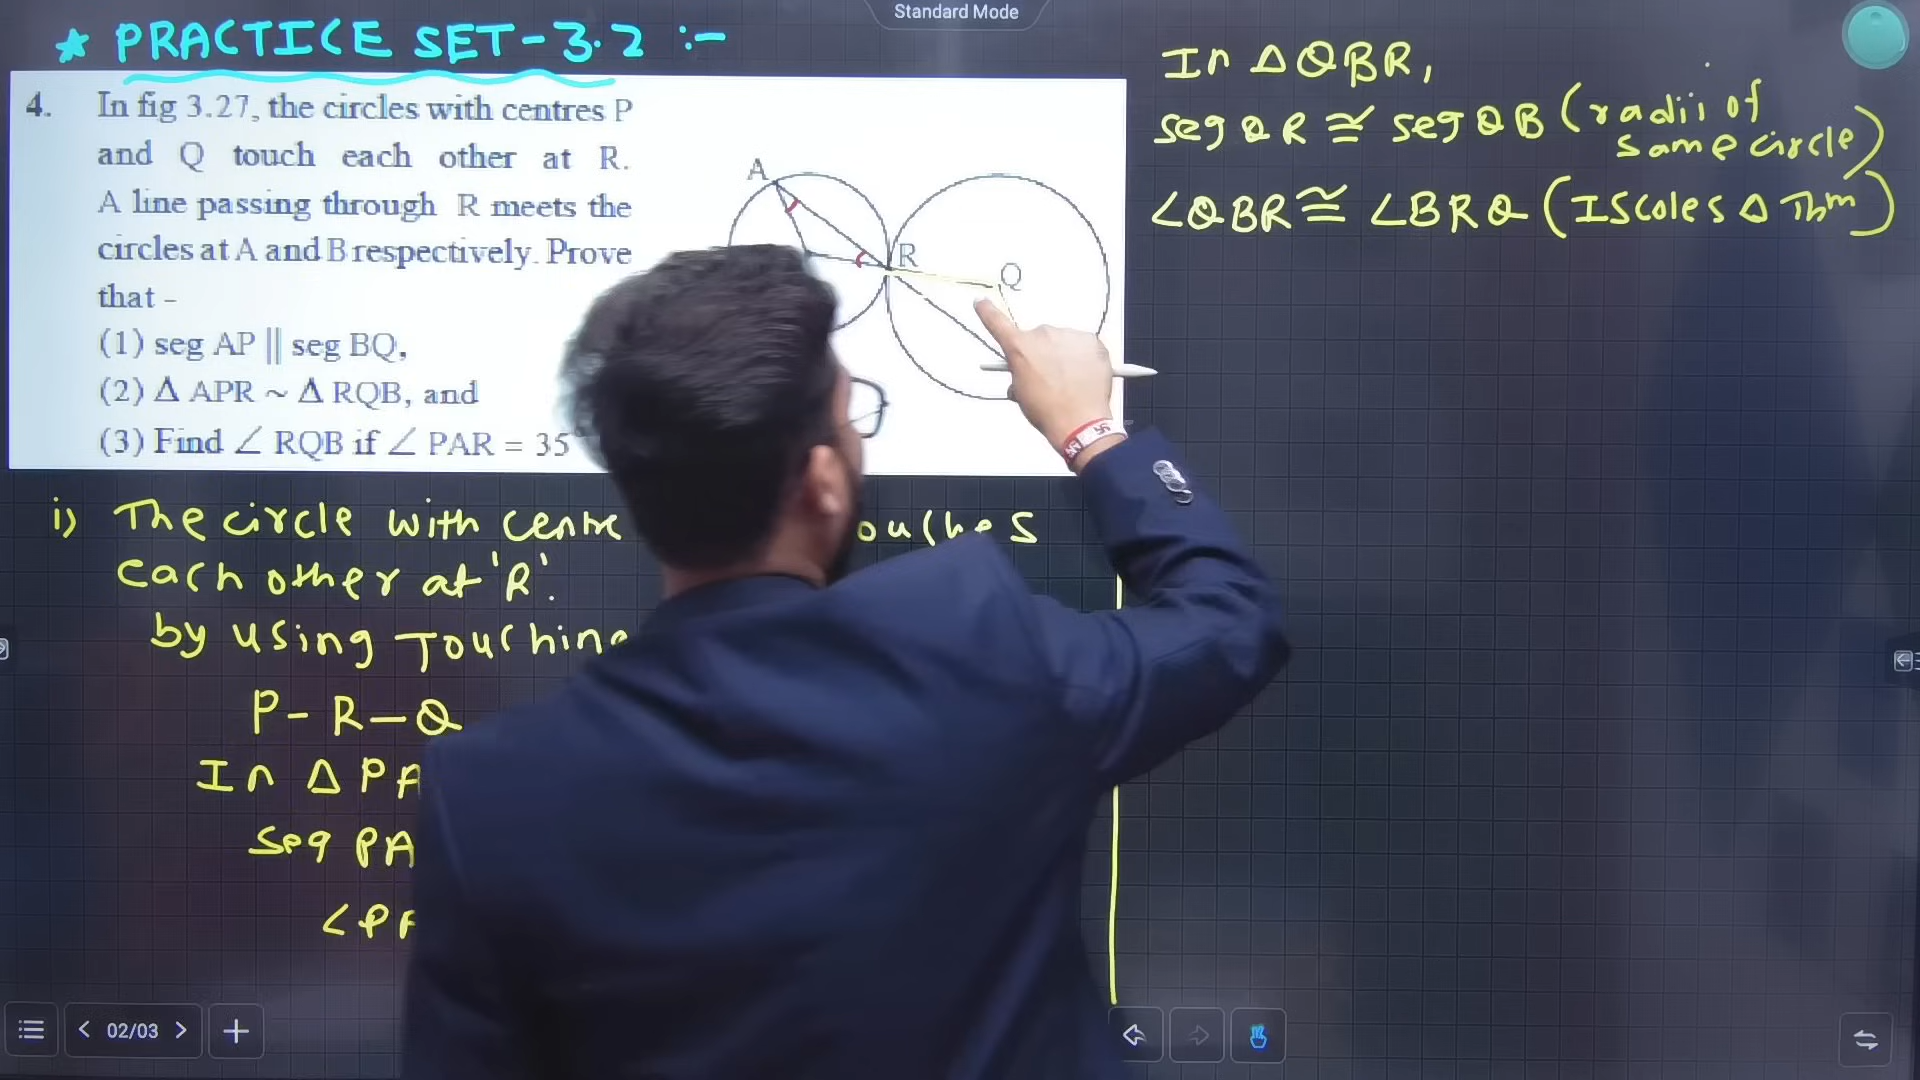 Standard Mode
* PRACTICE SET-3.2 :-
4. In fig 3.27, the circles with centres P
and Q touch each other at R.
A line passing through R meets the
circles at A and B respectively. Prove
that -
(1) seg AP || seg BQ,
(2) Δ APR ~ Δ RQB, and
(3) Find ∠ RQB if ∠ PAR = 35°
A
R
Q
i) The circle with centre
each other at 'R'.
by using Touching
P- R-Q
In Δ PA
seg PA
∠PA
In ΔQBR,
seg QR ≅ seg QB (radii of
same circle)
∠QBR ≅ ∠BRQ (IScoles Δ Thm)
02/03